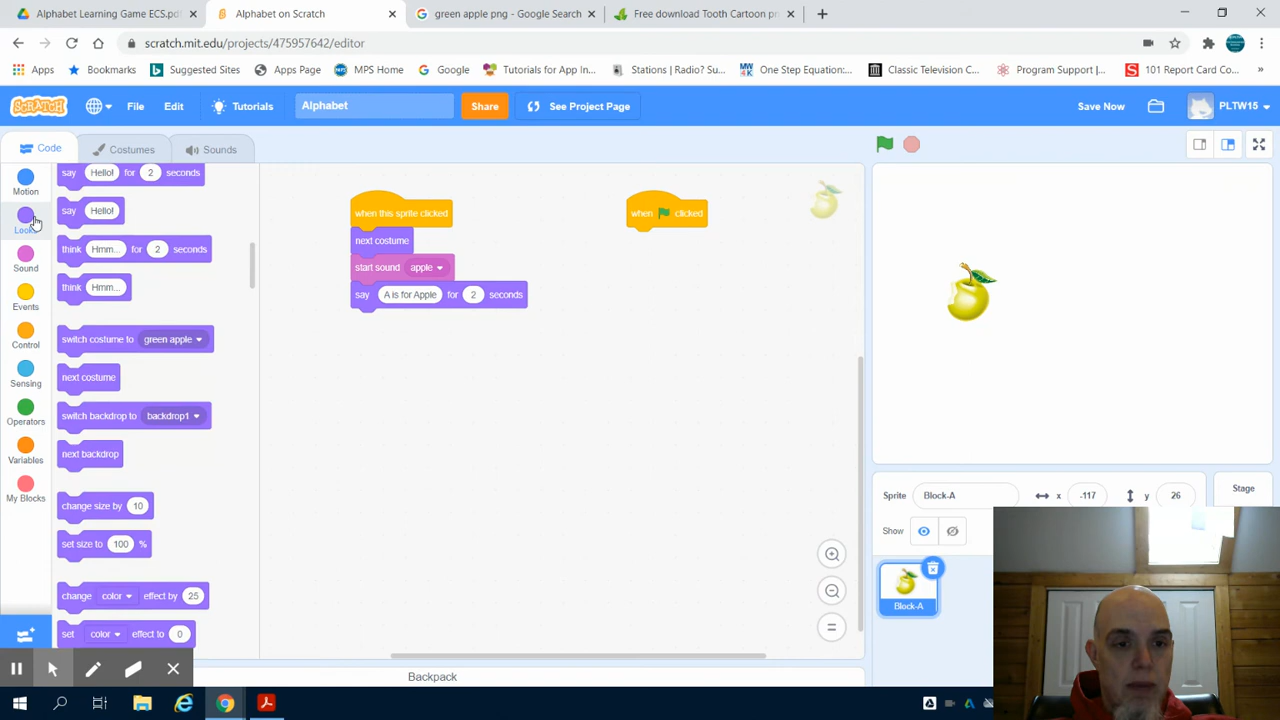 Alphabet Learning Game ECS.pdf
Alphabet on Scratch
green apple png - Google Search
Free download Tooth Cartoon pn
scratch.mit.edu/projects/475957642/editor
Apps
Bookmarks
Suggested Sites
Apps Page
MPS Home
Google
Tutorials for App In...
Stations | Radio? Su...
One Step Equation:...
Classic Television C...
Program Support |...
101 Report Card Co...
SCRATCH
File
Edit
Tutorials
Alphabet
Share
See Project Page
Save Now
PLTW15
Code
Costumes
Sounds
Motion
Looks
Sound
Events
Control
Sensing
Operators
Variables
My Blocks
say Hello! for 2 seconds
say Hello!
think Hmm... for 2 seconds
think Hmm...
switch costume to green apple
next costume
switch backdrop to backdrop1
next backdrop
change size by 10
set size to 100 %
change color effect by 25
set color effect to 0
when this sprite clicked
next costume
start sound apple
say A is for Apple for 2 seconds
when clicked
Sprite Block-A x -117 y 26
Show
Stage
Block-A
Backpack